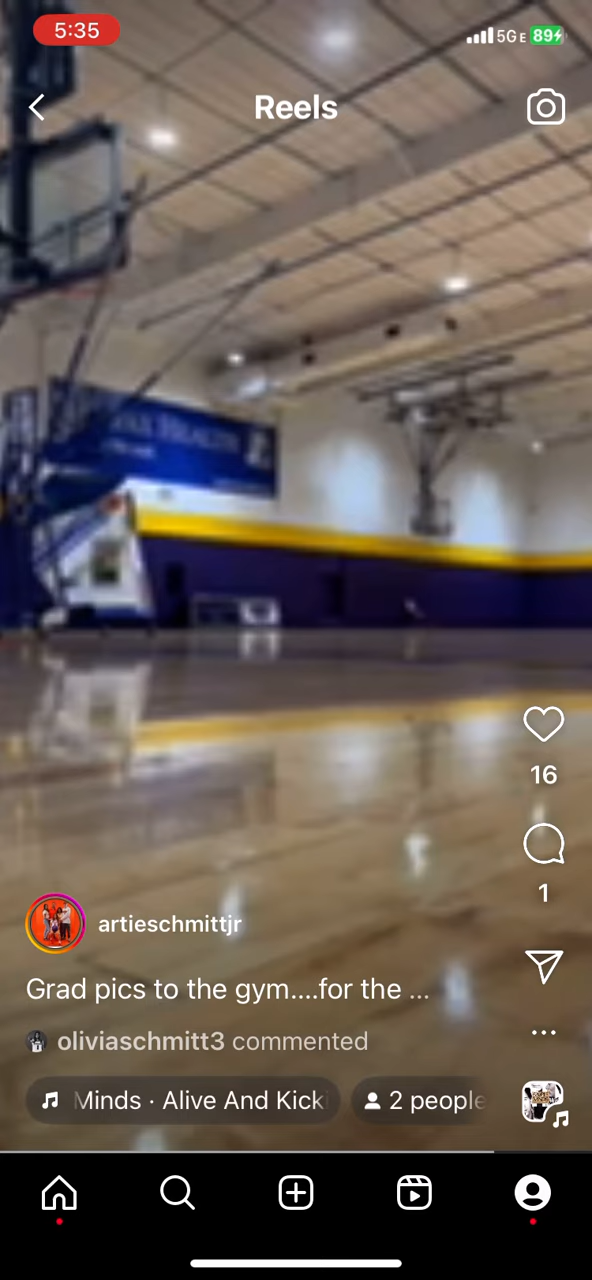 5:35
5G E 89
Reels
HEALTH
16
1
artieschmittjr
Grad pics to the gym....for the ...
oliviaschmitt3 commented
Minds · Alive And Kick
2 people